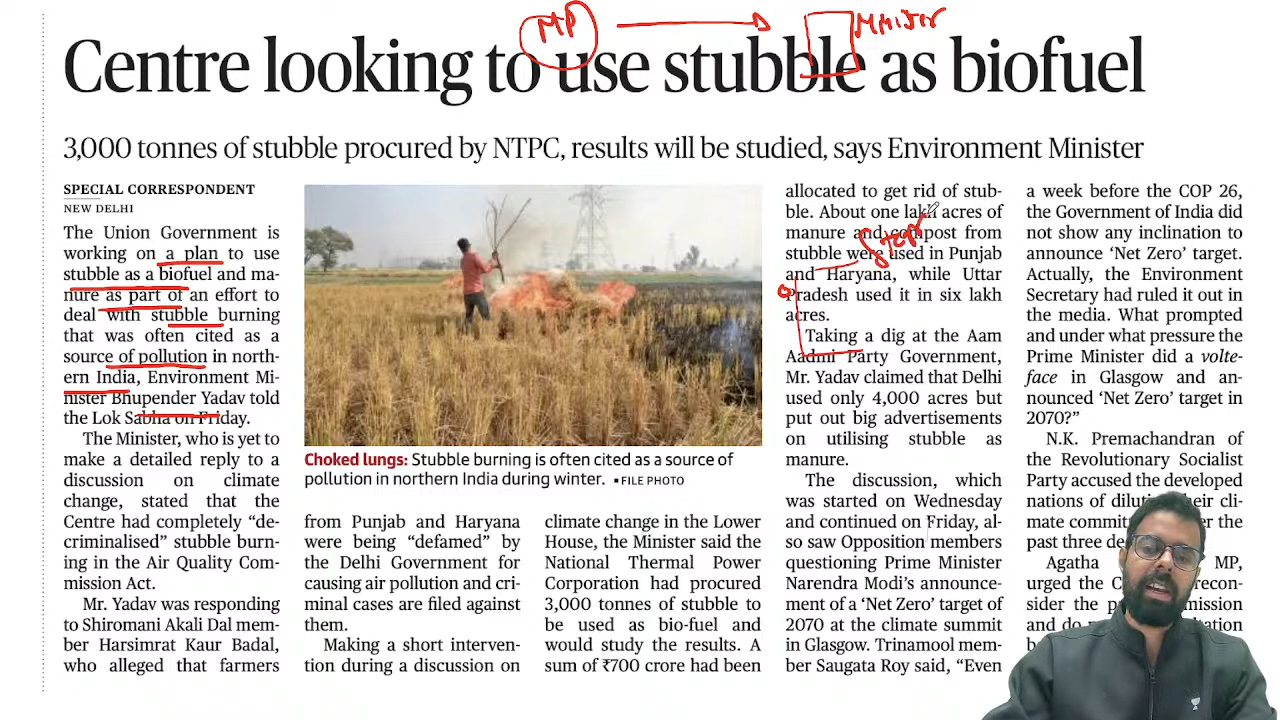 MP
Minister
Centre looking to use stubble as biofuel
3,000 tonnes of stubble procured by NTPC, results will be studied, says Environment Minister
SPECIAL CORRESPONDENT
NEW DELHI
The Union Government is
working on a plan to use
stubble as a biofuel and ma-
nure as part of an effort to
deal with stubble burning
that was often cited as a
source of pollution in north-
ern India, Environment Mi-
nister Bhupender Yadav told
the Lok Sabha on Friday.
The Minister, who is yet to
make a detailed reply to a
discussion on climate
change, stated that the
Centre had completely “de-
criminalised” stubble burn-
ing in the Air Quality Com-
mission Act.
Mr. Yadav was responding
to Shiromani Akali Dal mem-
ber Harsimrat Kaur Badal,
who alleged that farmers
Choked lungs: Stubble burning is often cited as a source of
pollution in northern India during winter. ▪ FILE PHOTO
from Punjab and Haryana
were being “defamed” by
the Delhi Government for
causing air pollution and cri-
minal cases are filed against
them.
Making a short interven-
tion during a discussion on
climate change in the Lower
House, the Minister said the
National Thermal Power
Corporation had procured
3,000 tonnes of stubble to
be used as bio-fuel and
would study the results. A
sum of ₹700 crore had been
allocated to get rid of stub-
ble. About one lakh acres of
manure and compost from
stubble were used in Punjab
and Haryana, while Uttar
Pradesh used it in six lakh
acres.
Taking a dig at the Aam
Aadmi Party Government,
Mr. Yadav claimed that Delhi
used only 4,000 acres but
put out big advertisements
on utilising stubble as
manure.
The discussion, which
was started on Wednesday
and continued on Friday, al-
so saw Opposition members
questioning Prime Minister
Narendra Modi’s announce-
ment of a ‘Net Zero’ target of
2070 at the climate summit
in Glasgow. Trinamool mem-
ber Saugata Roy said, “Even
a week before the COP 26,
the Government of India did
not show any inclination to
announce ‘Net Zero’ target.
Actually, the Environment
Secretary had ruled it out in
the media. What prompted
and under what pressure the
Prime Minister did a volte-
face in Glasgow and an-
nounced ‘Net Zero’ target in
2070?”
N.K. Premachandran of
the Revolutionary Socialist
Party accused the developed
nations of their cli-
mate the
past three
Agatha MP,
urged the
sider the
and do